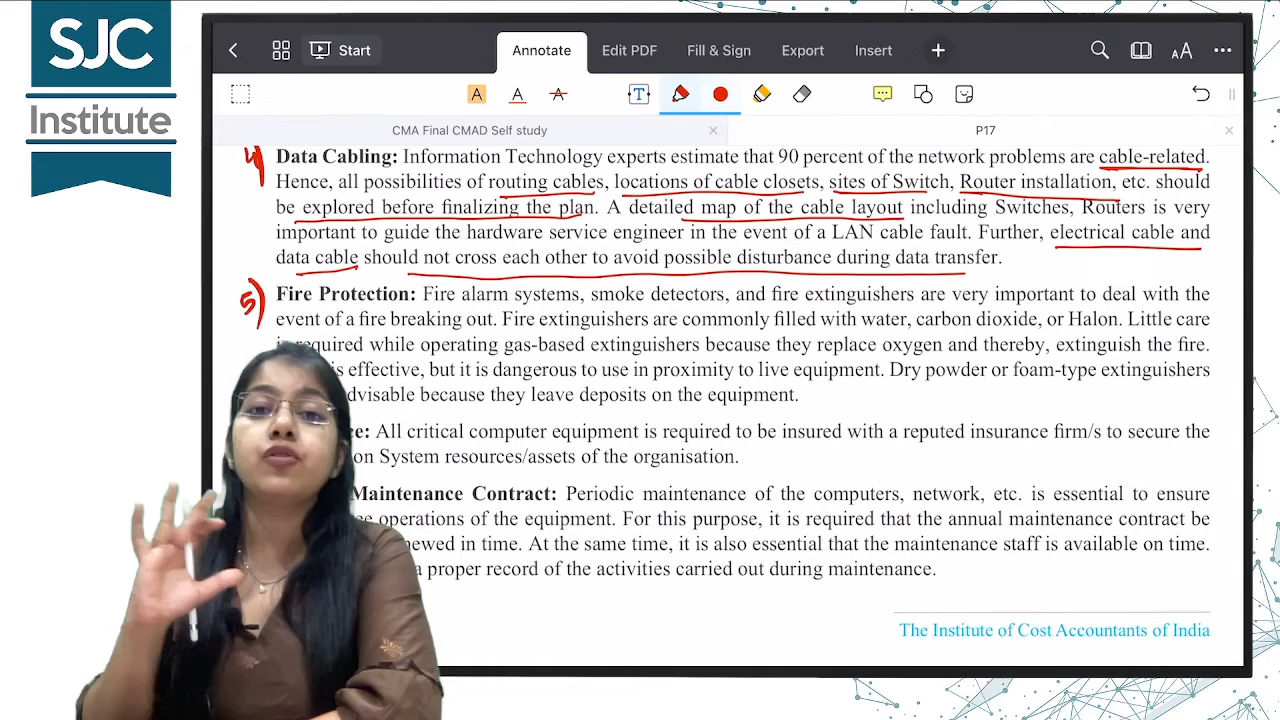 SJC
Institute
Start
Annotate
Edit PDF
Fill & Sign
Export
Insert
CMA Final CMAD Self study
P17
4) Data Cabling: Information Technology experts estimate that 90 percent of the network problems are cable-related.
Hence, all possibilities of routing cables, locations of cable closets, sites of Switch, Router installation, etc. should
be explored before finalizing the plan. A detailed map of the cable layout including Switches, Routers is very
important to guide the hardware service engineer in the event of a LAN cable fault. Further, electrical cable and
data cable should not cross each other to avoid possible disturbance during data transfer.
5) Fire Protection: Fire alarm systems, smoke detectors, and fire extinguishers are very important to deal with the
event of a fire breaking out. Fire extinguishers are commonly filled with water, carbon dioxide, or Halon. Little care
required while operating gas-based extinguishers because they replace oxygen and thereby, extinguish the fire.
is effective, but it is dangerous to use in proximity to live equipment. Dry powder or foam-type extinguishers
because they leave deposits on the equipment.
All critical computer equipment is required to be insured with a reputed insurance firm/s to secure the
on System resources/assets of the organisation.
Maintenance Contract: Periodic maintenance of the computers, network, etc. is essential to ensure
operations of the equipment. For this purpose, it is required that the annual maintenance contract be
in time. At the same time, it is also essential that the maintenance staff is available on time.
a proper record of the activities carried out during maintenance.
The Institute of Cost Accountants of India